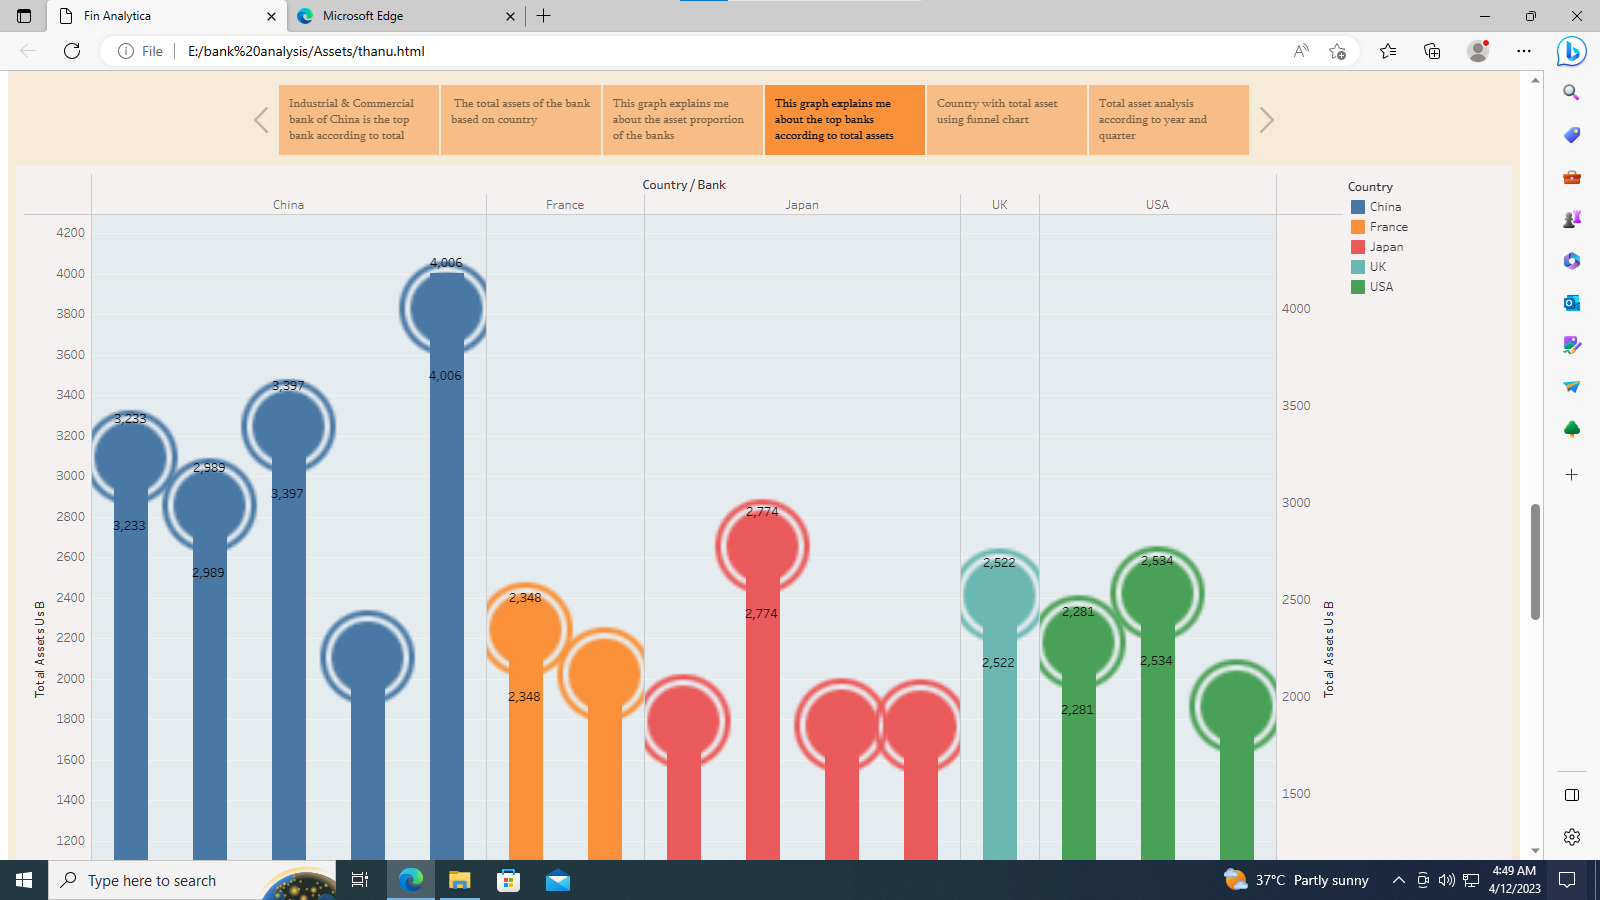 Fin Analytica
Microsoft Edge
File
E:/bank%20analysis/Assets/thanu.html
Industrial & Commercial
bank of China is the top
bank according to total
The total assets of the bank
based on country
This graph explains me
about the asset proportion
of the banks
This graph explains me
about the top banks
according to total assets
Country with total asset
using funnel chart
Total asset analysis
according to year and
quarter
Country / Bank
China
France
Japan
UK
USA
Country
China
France
Japan
UK
USA
4200
4000
3800
3600
3400
3200
3000
2800
2600
2400
2200
2000
1800
1600
1400
1200
Total Assets Us B
3,233
3,233
2,989
2,989
3,397
3,397
4,006
4,006
2,348
2,348
2,774
2,774
2,522
2,522
2,281
2,281
2,534
2,534
4000
3500
3000
2500
2000
1500
Total Assets Us B
Type here to search
37°C Partly sunny
4:49 AM
4/12/2023